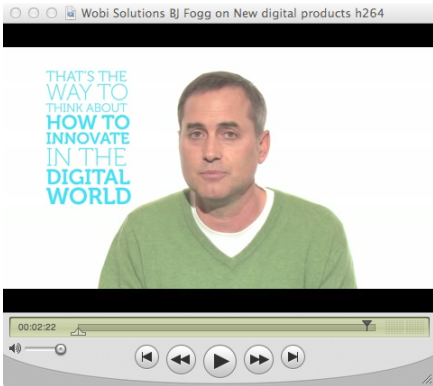 Wobi Solutions BJ Fogg on New digital products h264
THAT'S THE
WAY TO
THINK ABOUT
HOW TO
INNOVATE
IN THE
DIGITAL
WORLD
00:02:22